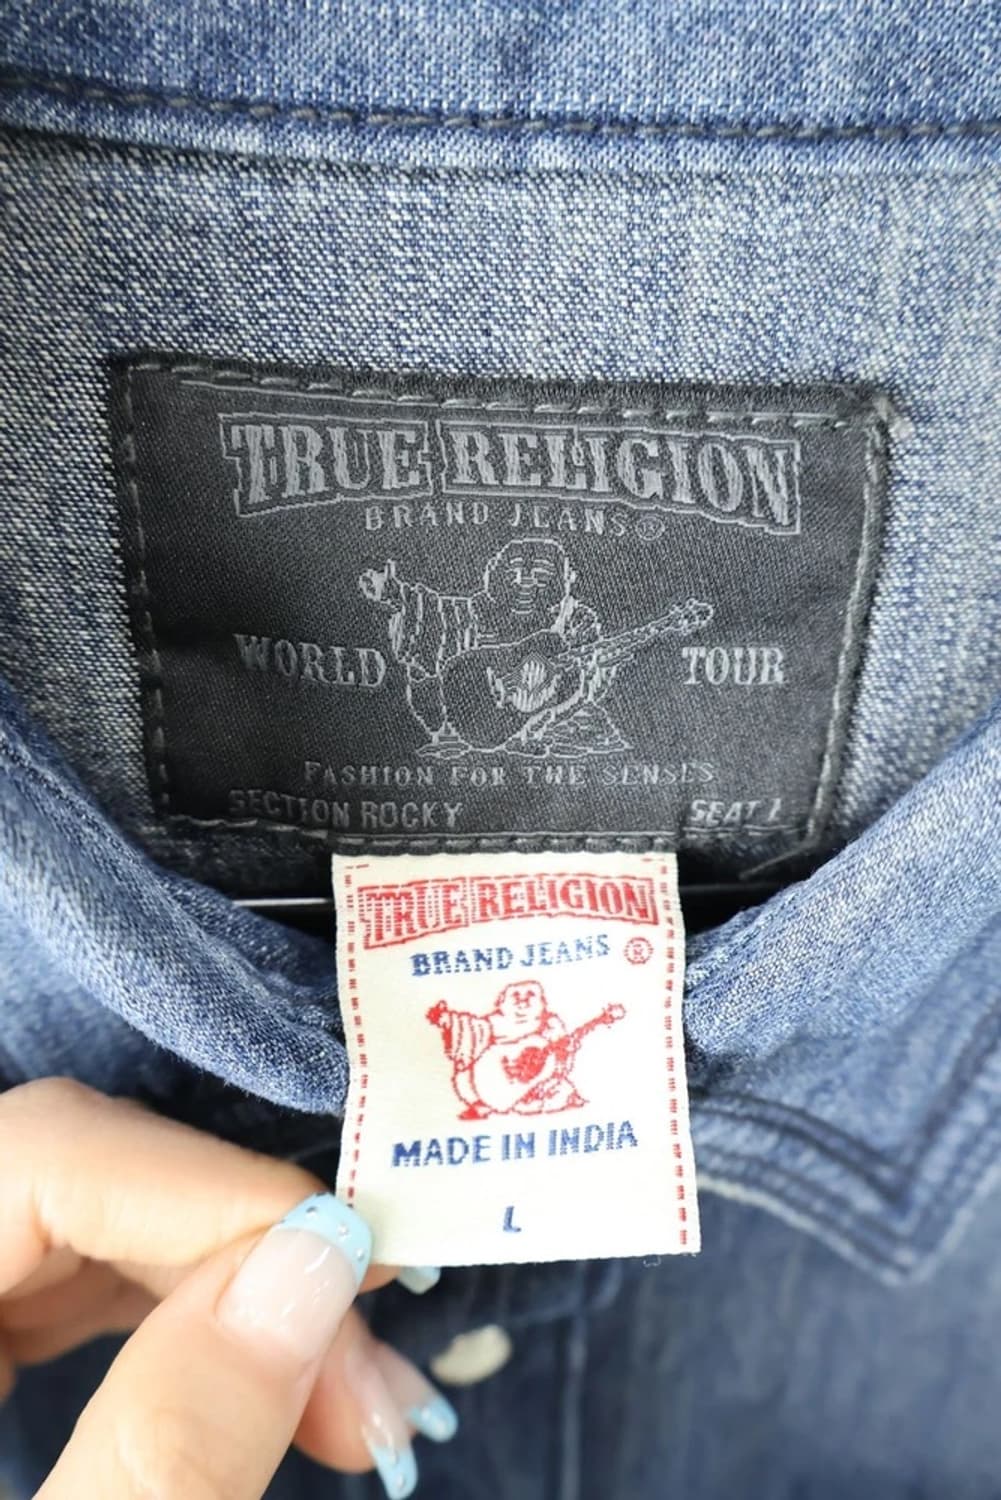 TRUE RELIGION
BRAND JEANS®
WORLD TOUR
FASHION FOR THE SENSES
SECTION ROCKY SEAT L
TRUE RELIGION
BRAND JEANS ®
MADE IN INDIA
L